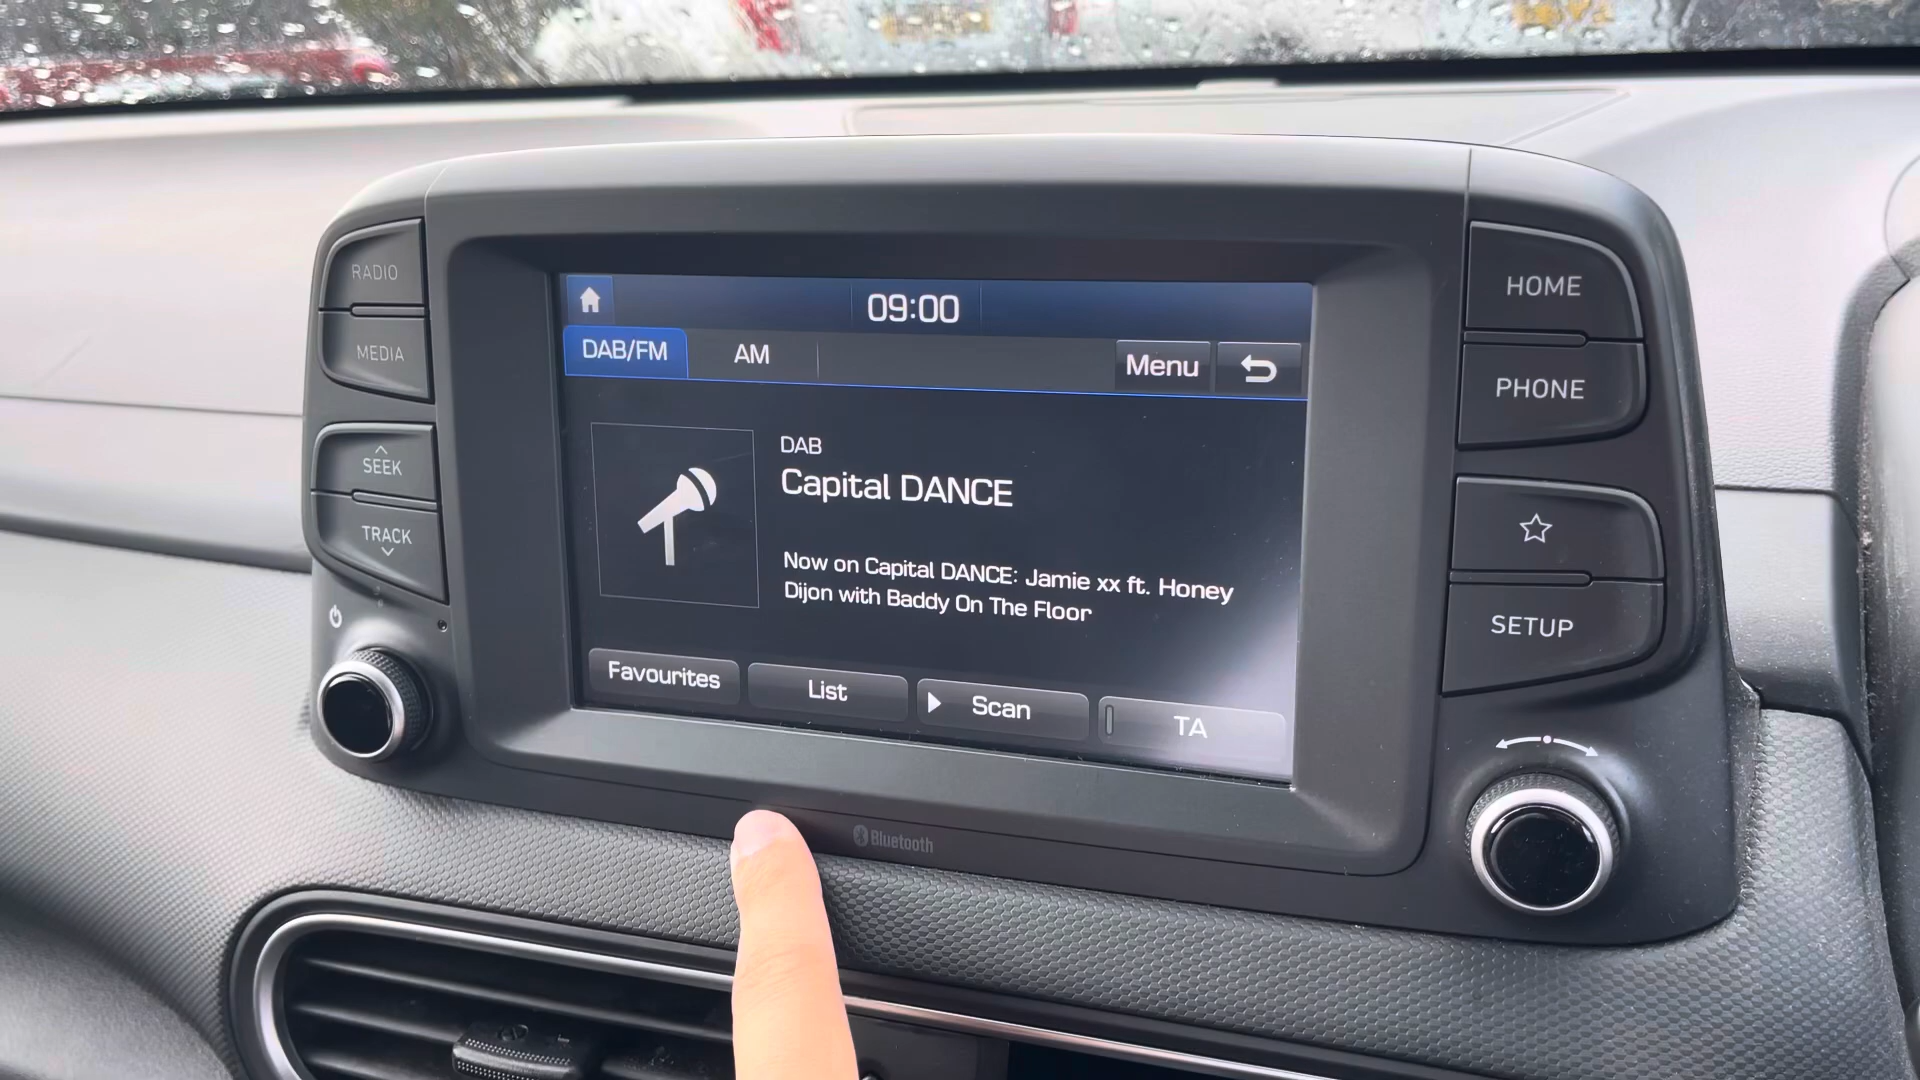 RADIO
MEDIA
SEEK
TRACK
09:00
DAB/FM
AM
Menu
DAB
Capital DANCE
Now on Capital DANCE: Jamie xx ft. Honey
Dijon with Baddy On The Floor
Favourites
List
Scan
TA
Bluetooth
HOME
PHONE
SETUP